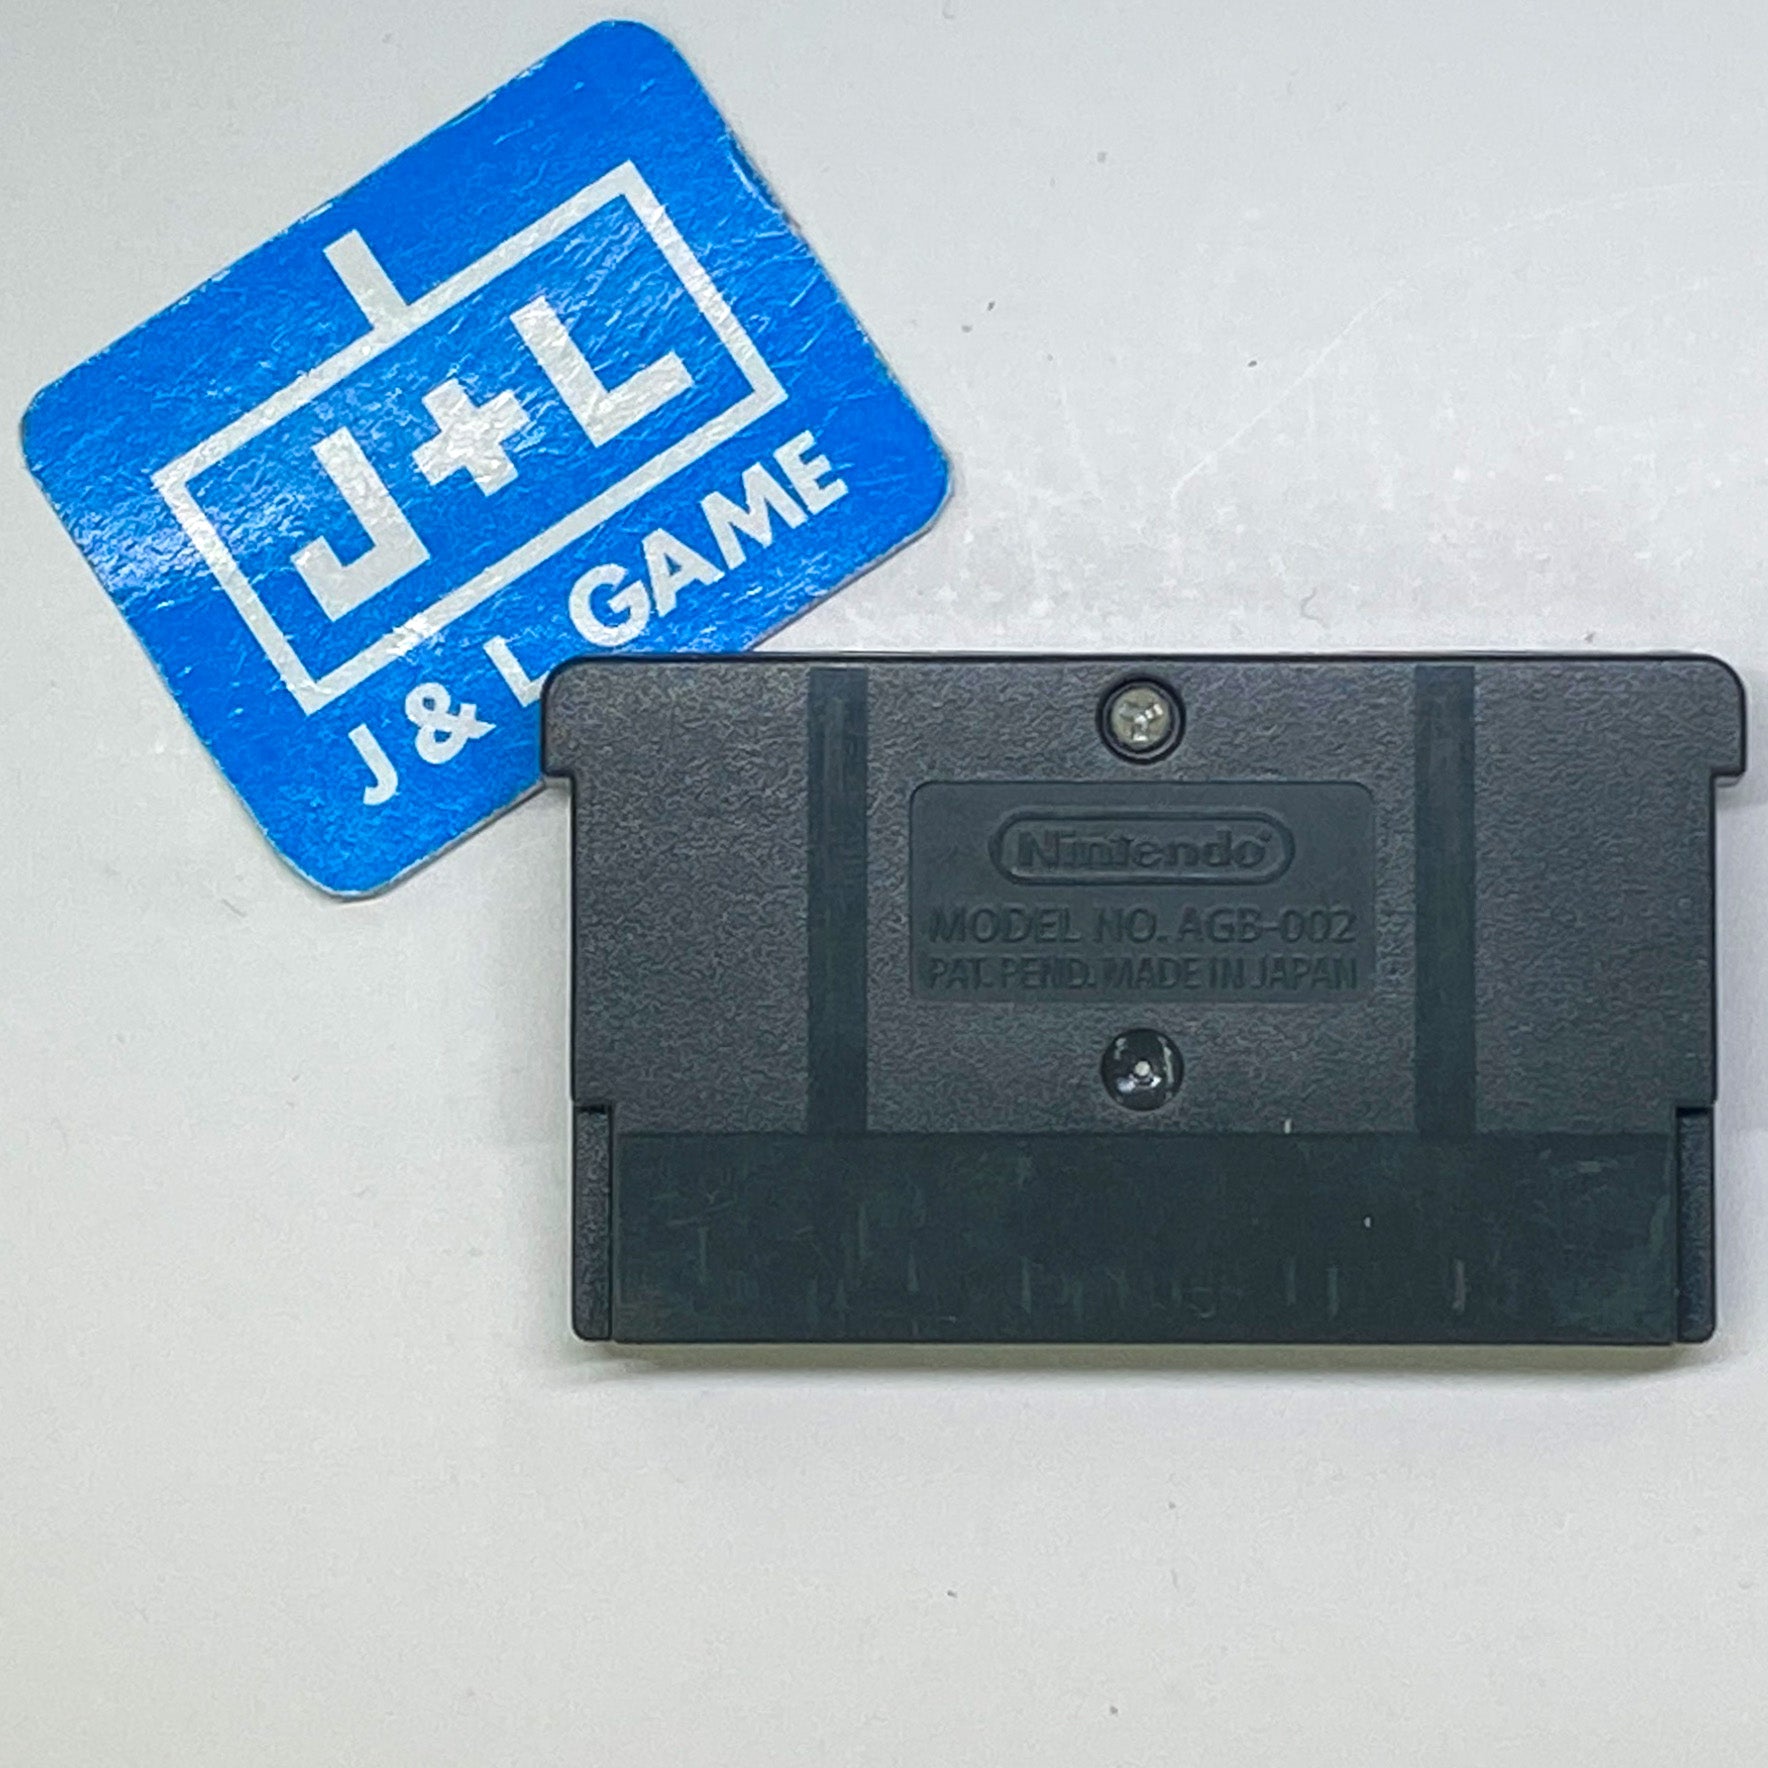 J+L
J & L GAME
Nintendo
MODEL NO. AGB-002
PAT. PEND. MADE IN JAPAN